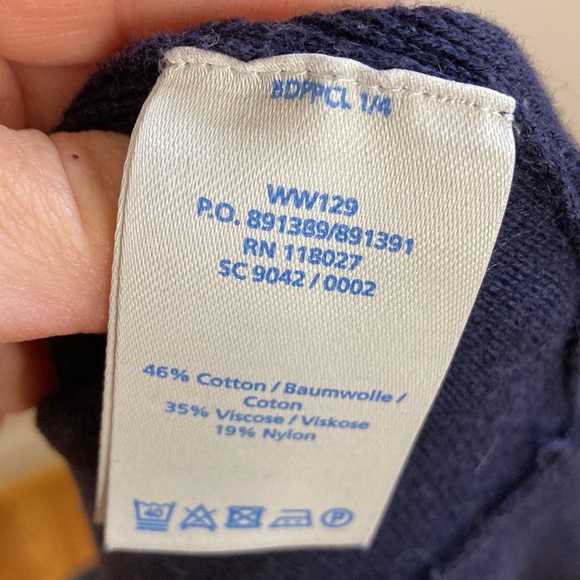 BDPPCL 1/4
WW129
P.O. 891389/891391
RN 118027
SC 9042 / 0002
46% Cotton / Baumwolle /
Coton
35% Viscose / Viskose
19% Nylon
40 P